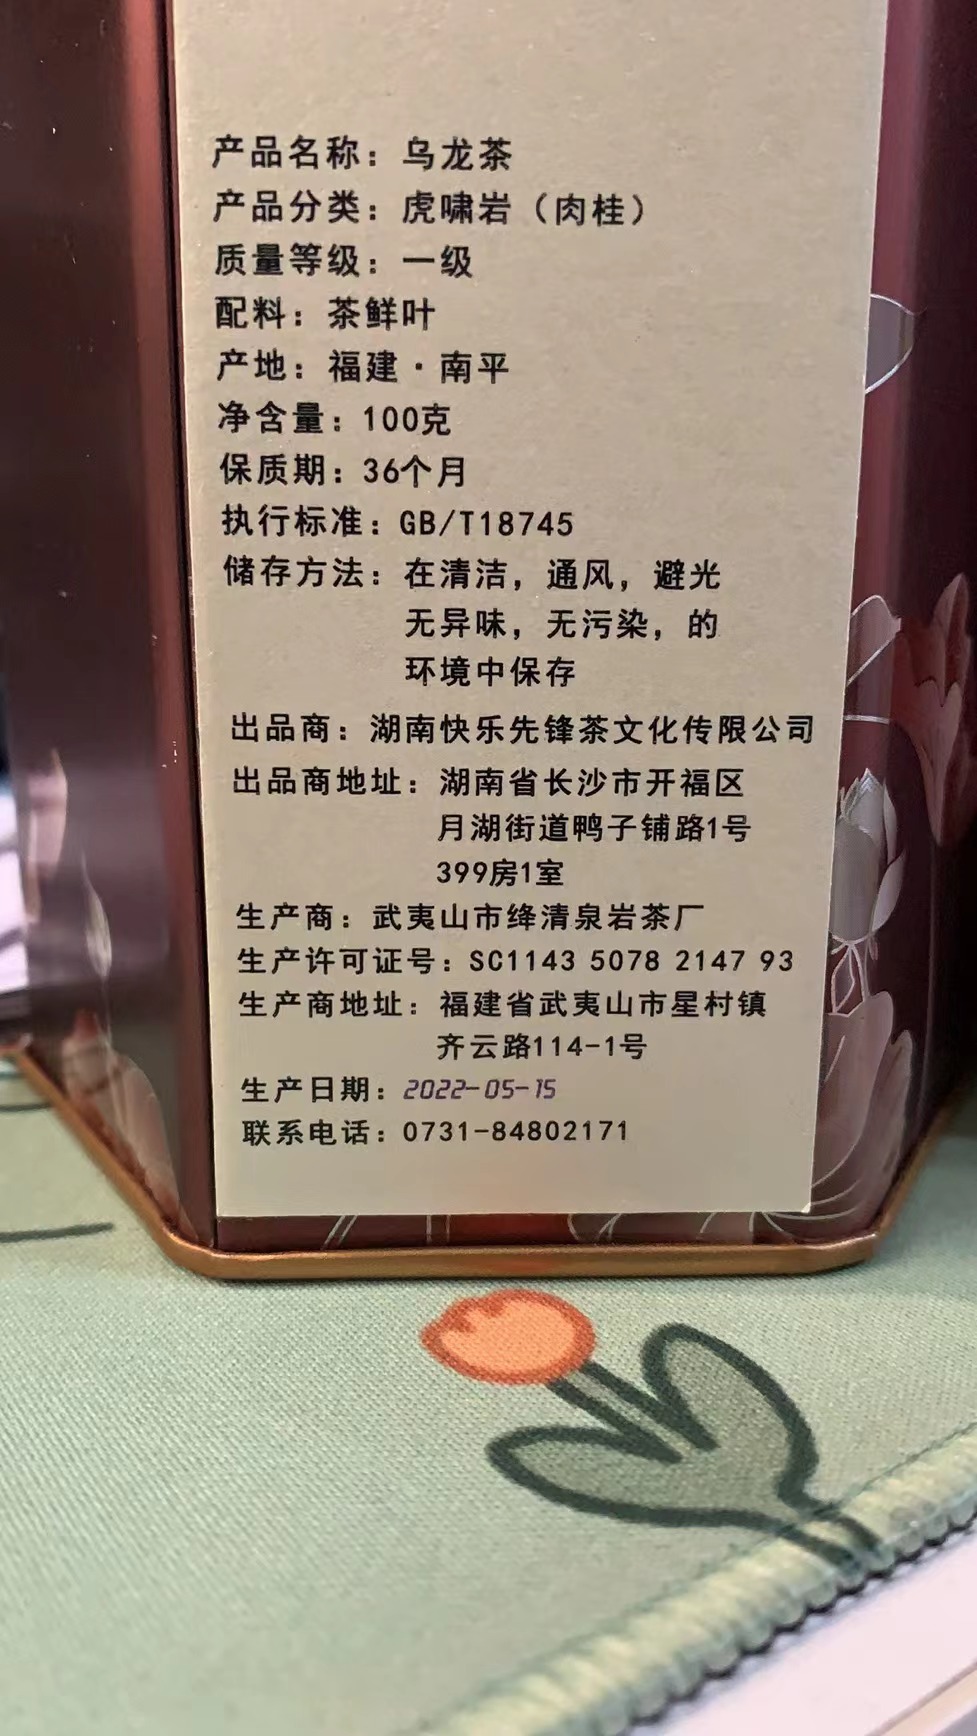 产品名称：乌龙茶
产品分类：虎啸岩（肉桂）
质量等级：一级
配料：茶鲜叶
产地：福建·南平
净含量：100克
保质期：36个月
执行标准：GB/T18745
储存方法：在清洁，通风，避光
无异味，无污染，的
环境中保存
出品商：湖南快乐先锋茶文化传限公司
出品商地址：湖南省长沙市开福区
月湖街道鸭子铺路1号
399房1室
生产商：武夷山市绛清泉岩茶厂
生产许可证号：SC1143 5078 2147 93
生产商地址：福建省武夷山市星村镇
齐云路114-1号
生产日期：2022-05-15
联系电话：0731-84802171